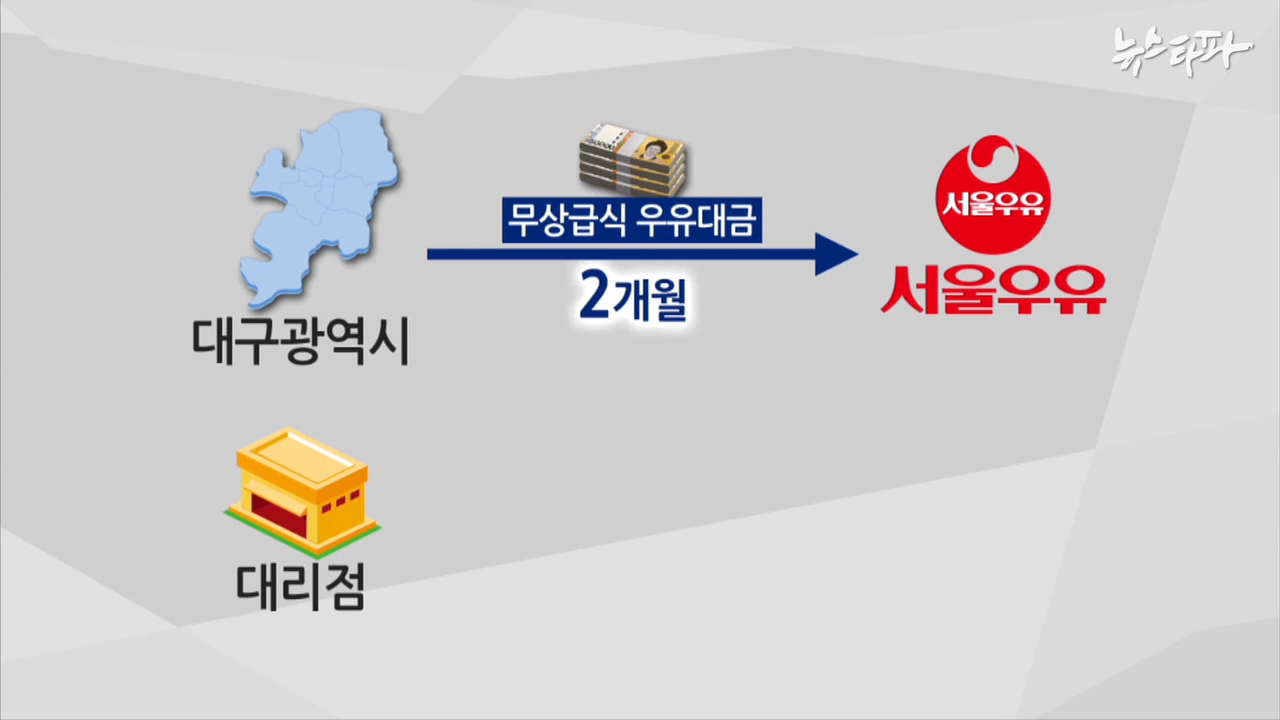 뉴스타파
50000
무상급식 우유대금
2개월
서울우유
서울우유
대구광역시
대리점